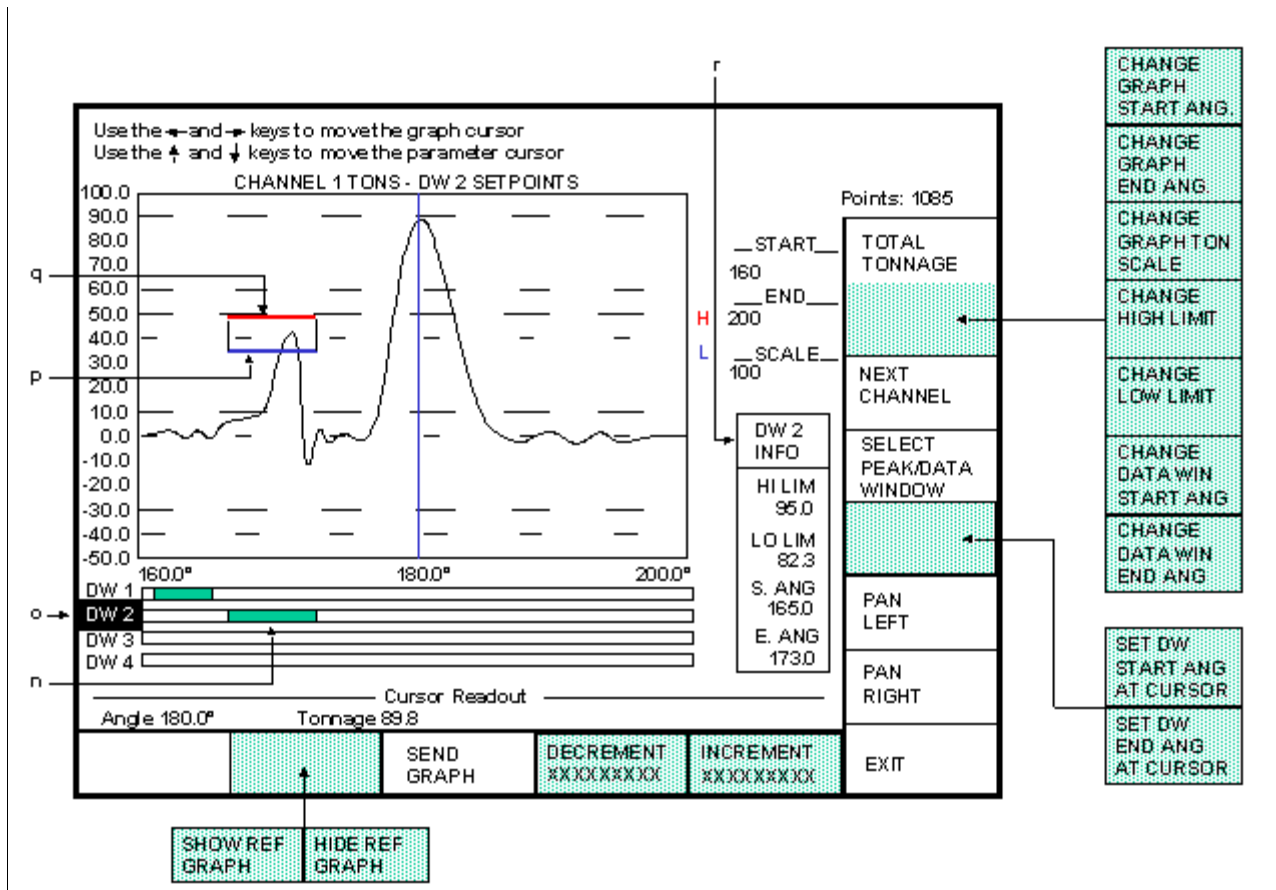 r
CHANGE
GRAPH
START ANG.
CHANGE
GRAPH
END ANG.
CHANGE
GRAPH TON
SCALE
CHANGE
HIGH LIMIT
CHANGE
LOW LIMIT
CHANGE
DATA WIN
START ANG
CHANGE
DATA WIN
END ANG
Use the ← and → keys to move the graph cursor
Use the ↑ and ↓ keys to move the parameter cursor
CHANNEL 1 TONS - DW 2 SETPOINTS
100.0
90.0
80.0
70.0
60.0
50.0
40.0
30.0
20.0
10.0
0.0
-10.0
-20.0
-30.0
-40.0
-50.0
160.0° 180.0° 200.0°
q
p
o
n
H
L
START
160
END
200
SCALE
100
Points: 1085
TOTAL
TONNAGE
NEXT
CHANNEL
SELECT
PEAK/DATA
WINDOW
PAN
LEFT
PAN
RIGHT
EXIT
DW 2
INFO
HI LIM
95.0
LO LIM
82.3
S. ANG
165.0
E. ANG
173.0
DW 1
DW 2
DW 3
DW 4
Cursor Readout
Angle 180.0° Tonnage 89.8
SEND
GRAPH
DECREMENT
XXXXXXXXX
INCREMENT
XXXXXXXXX
SET DW
START ANG
AT CURSOR
SET DW
END ANG
AT CURSOR
SHOW REF
GRAPH
HIDE REF
GRAPH